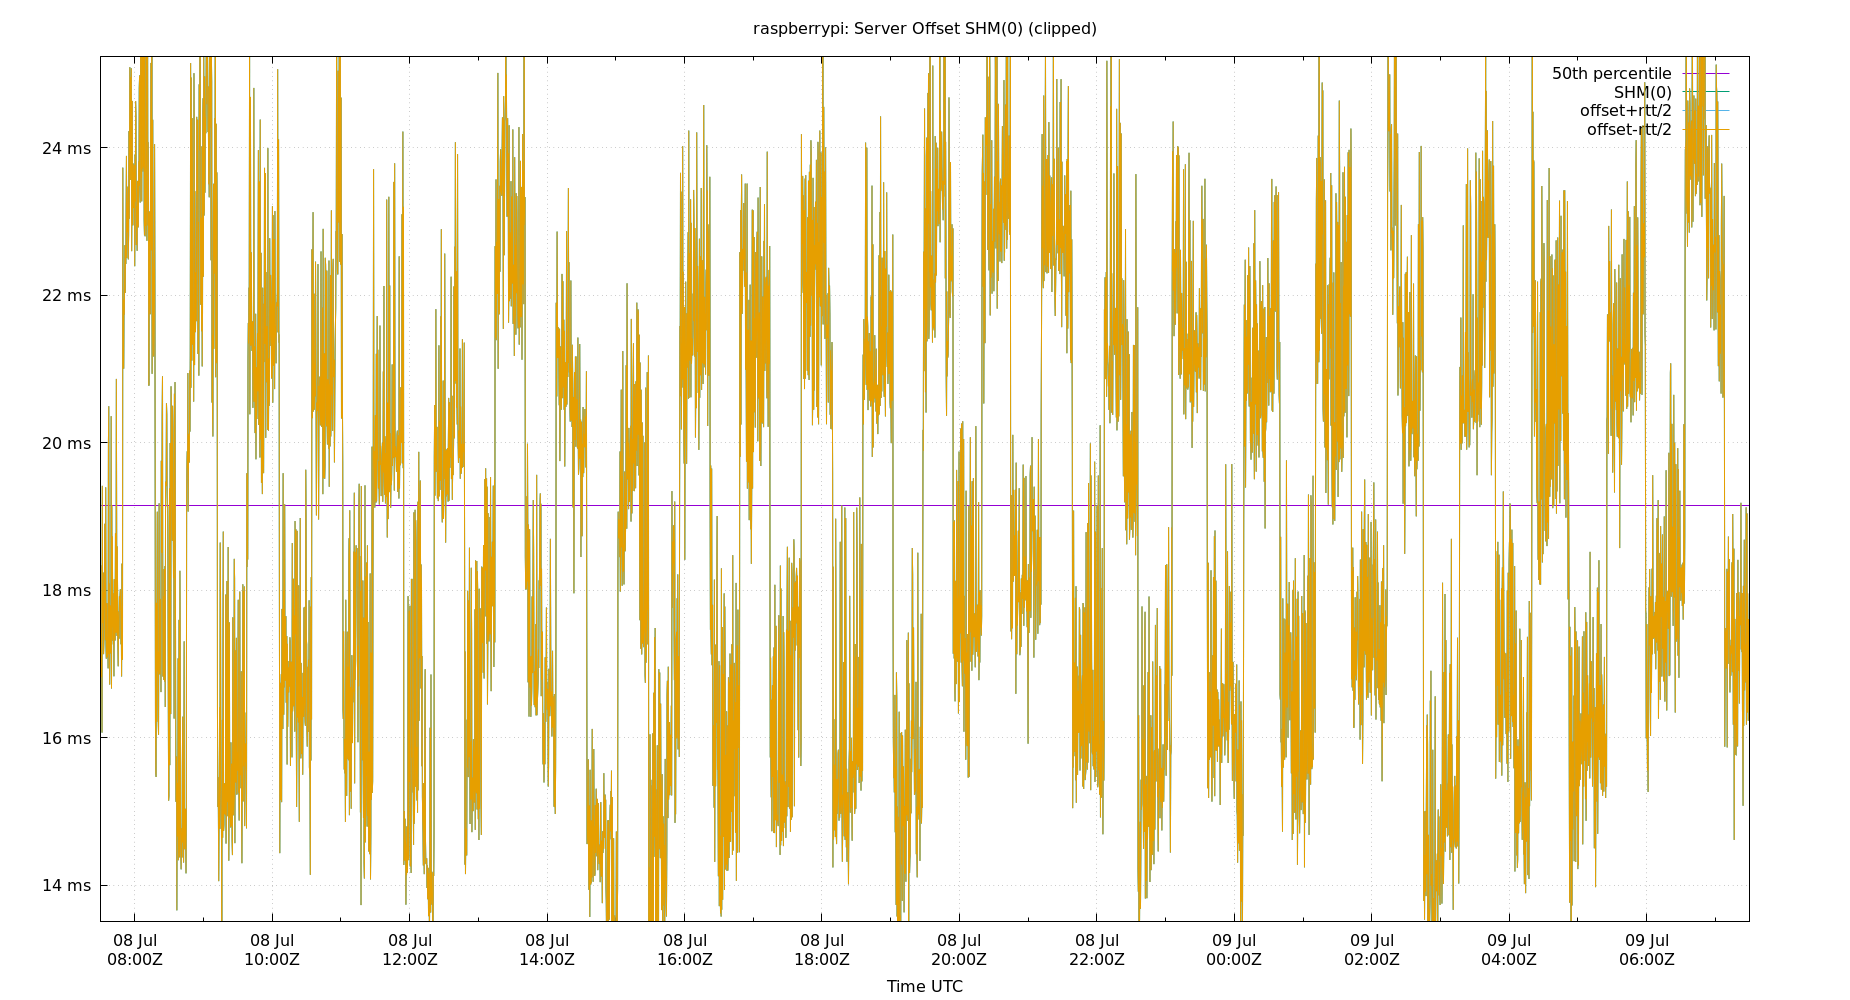 raspberrypi: Server Offset SHM(0) (clipped)
50th percentile
SHM(0)
offset+rtt/2
offset-rtt/2
24 ms
22 ms
20 ms
18 ms
16 ms
14 ms
08 Jul 08 Jul 08 Jul 08 Jul 08 Jul 08 Jul 08 Jul 08 Jul 09 Jul 09 Jul 09 Jul 09 Jul
08:00Z 10:00Z 12:00Z 14:00Z 16:00Z 18:00Z 20:00Z 22:00Z 00:00Z 02:00Z 04:00Z 06:00Z
Time UTC